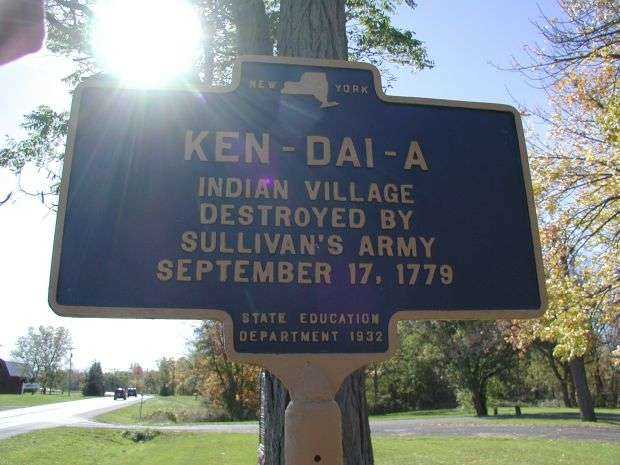 NEW YORK
KEN-DAI-A
INDIAN VILLAGE
DESTROYED BY
SULLIVAN'S ARMY
SEPTEMBER 17, 1779
STATE EDUCATION
DEPARTMENT 1932